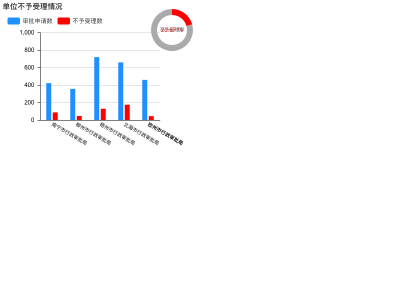 单位不予受理情况
审批申请数 不予受理数
1,000
800
600
400
200
0
南宁市行政审批局
柳州市行政审批局
梧州市行政审批局
北海市行政审批局
钦州市行政审批局